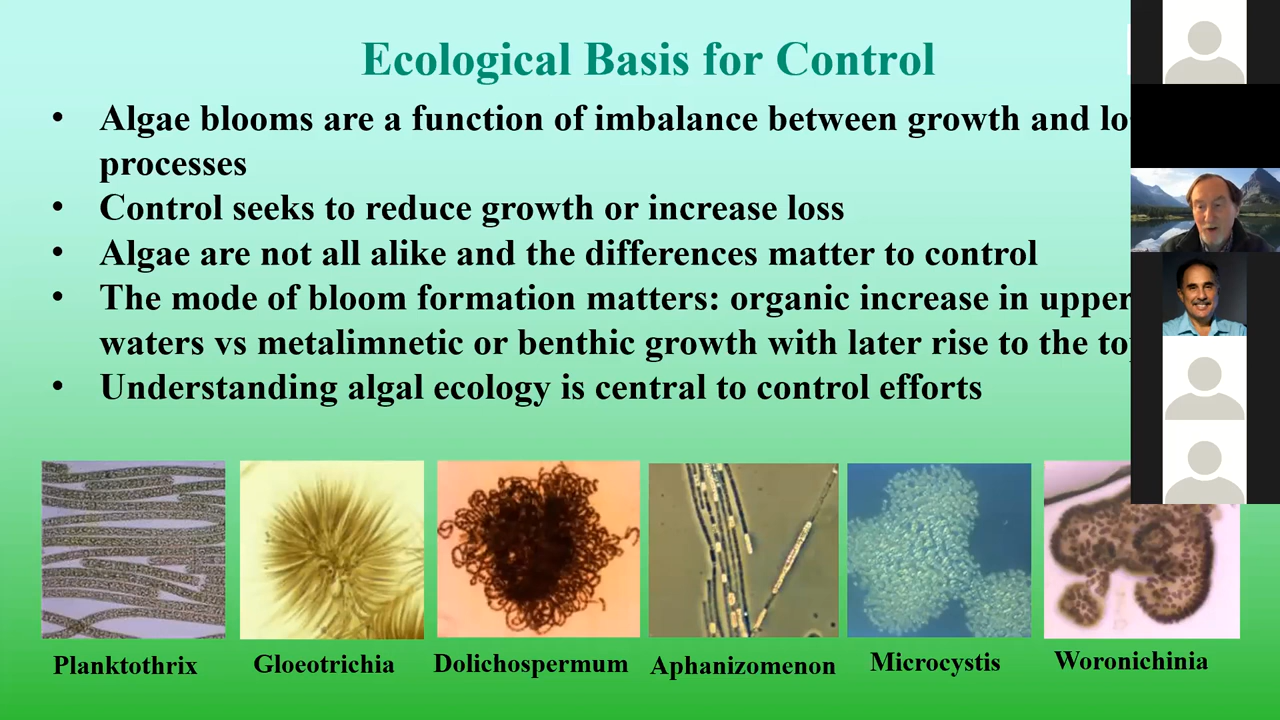 Ecological Basis for Control
• Algae blooms are a function of imbalance between growth and
processes
• Control seeks to reduce growth or increase loss
• Algae are not all alike and the differences matter to control
• The mode of bloom formation matters: organic increase in upper
waters vs metalimnetic or benthic growth with later rise to the
• Understanding algal ecology is central to control efforts
Planktothrix Gloeotrichia Dolichospermum Aphanizomenon Microcystis Woronichinia